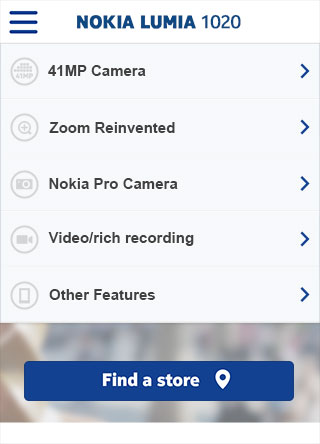 NOKIA LUMIA 1020
41MP
41MP Camera
Zoom Reinvented
Nokia Pro Camera
Video/rich recording
Other Features
Find a store